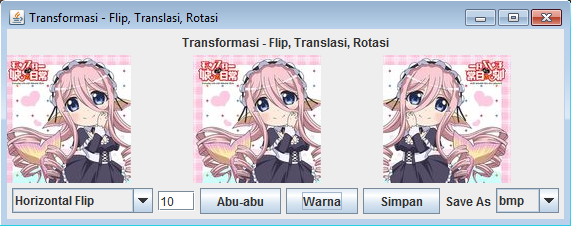 Transformasi - Flip, Translasi, Rotasi
Transformasi - Flip, Translasi, Rotasi
Horizontal Flip 10 Abu-abu Warna Simpan Save As bmp